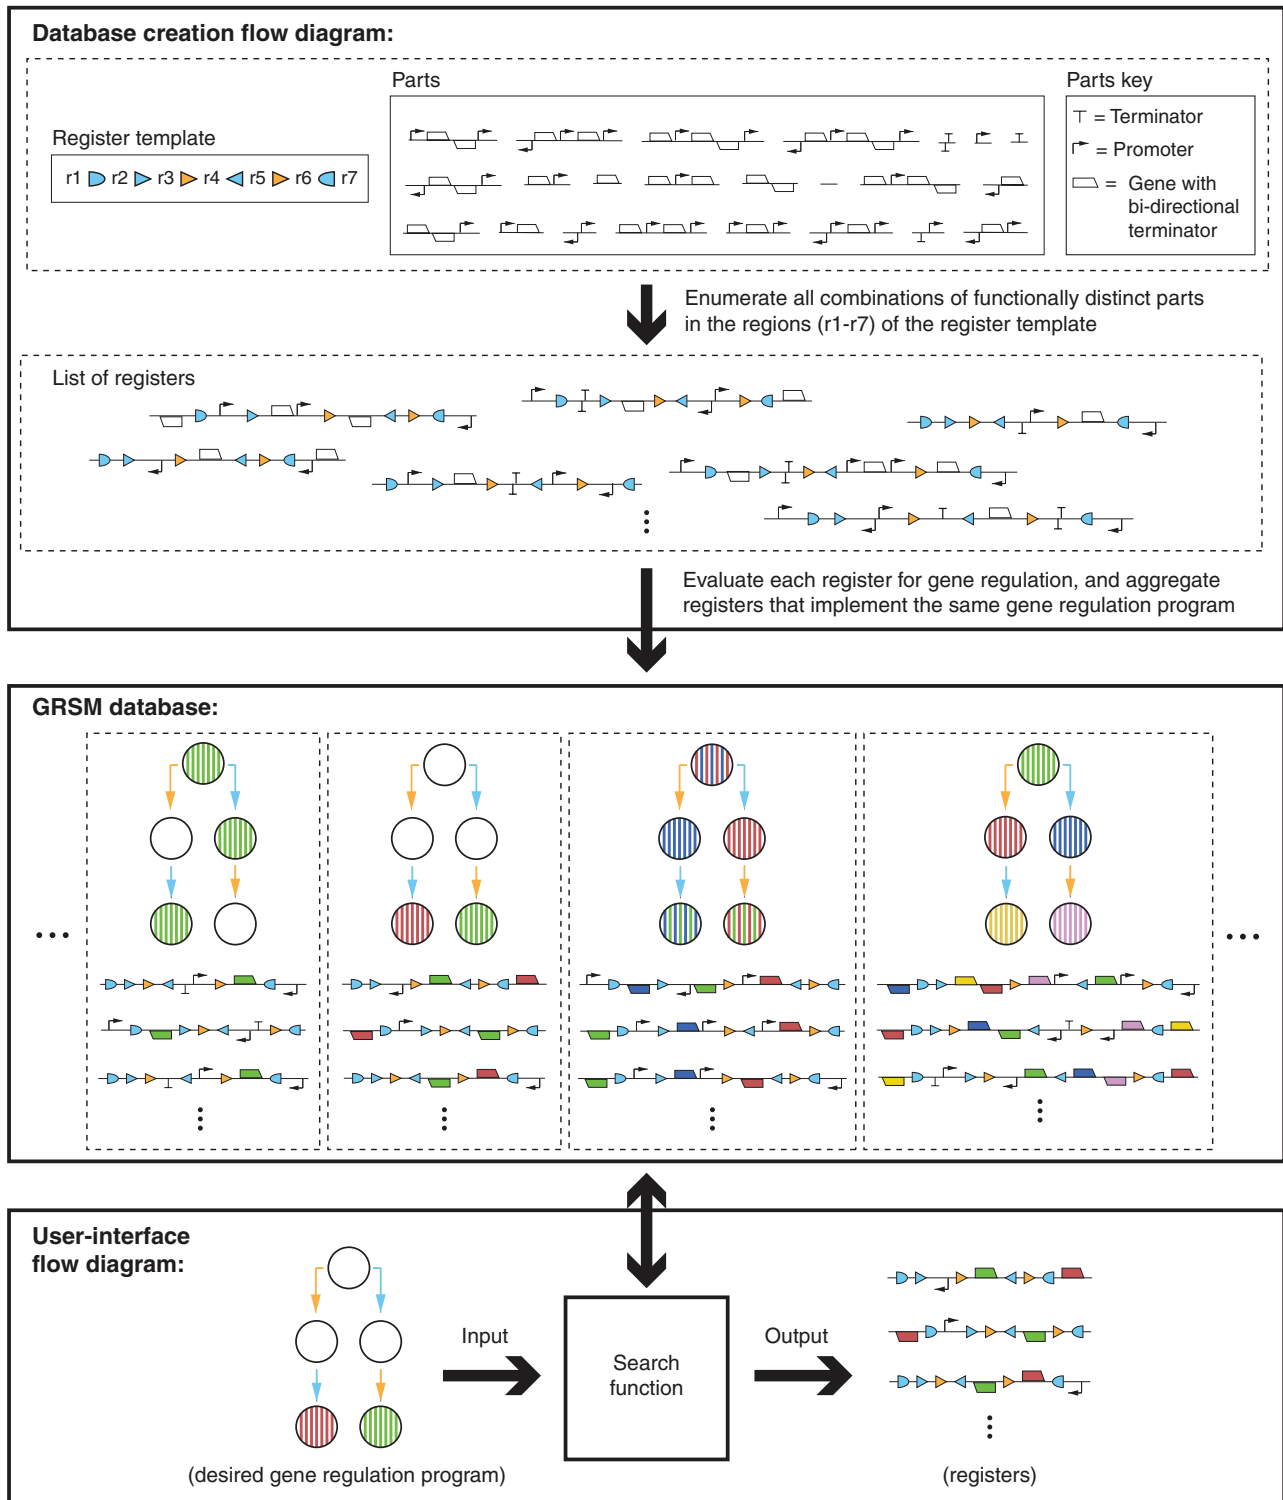 Database creation flow diagram:
Parts
Parts key
Register template
r1 r2 r3 r4 r5 r6 r7
= Terminator
= Promoter
= Gene with
bi-directional
terminator
Enumerate all combinations of functionally distinct parts
in the regions (r1-r7) of the register template
List of registers
Evaluate each register for gene regulation, and aggregate
registers that implement the same gene regulation program
GRSM database:
User-interface
flow diagram:
Input
Search
function
Output
(desired gene regulation program)
(registers)